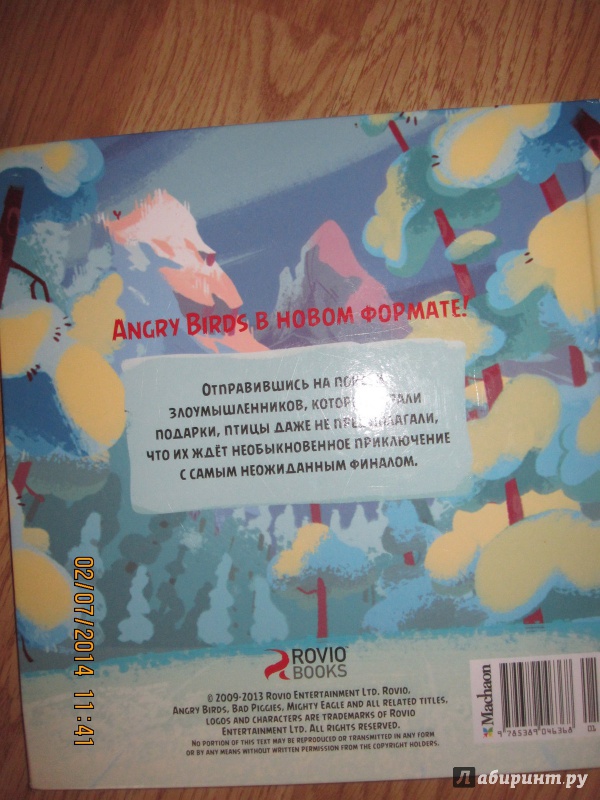 Angry Birds в новом формате!
Отправившись на
злоумышленников,
подарки, птицы даже не
что их ждёт необыкновенное приключение
с самым неожиданным финалом.
ROVIO
BOOKS
© 2009-2013 Rovio Entertainment Ltd. Rovio,
Angry Birds, Bad Piggies, Mighty Eagle and all related titles,
logos and characters are trademarks of Rovio
Entertainment Ltd. All rights reserved.
No portion of this text may be reproduced or transmitted in any form
or by any means without written permission from the copyright holders.
Machaon
9 785389 046368
01
02/07/2014 11:41
Лабиринт.ру